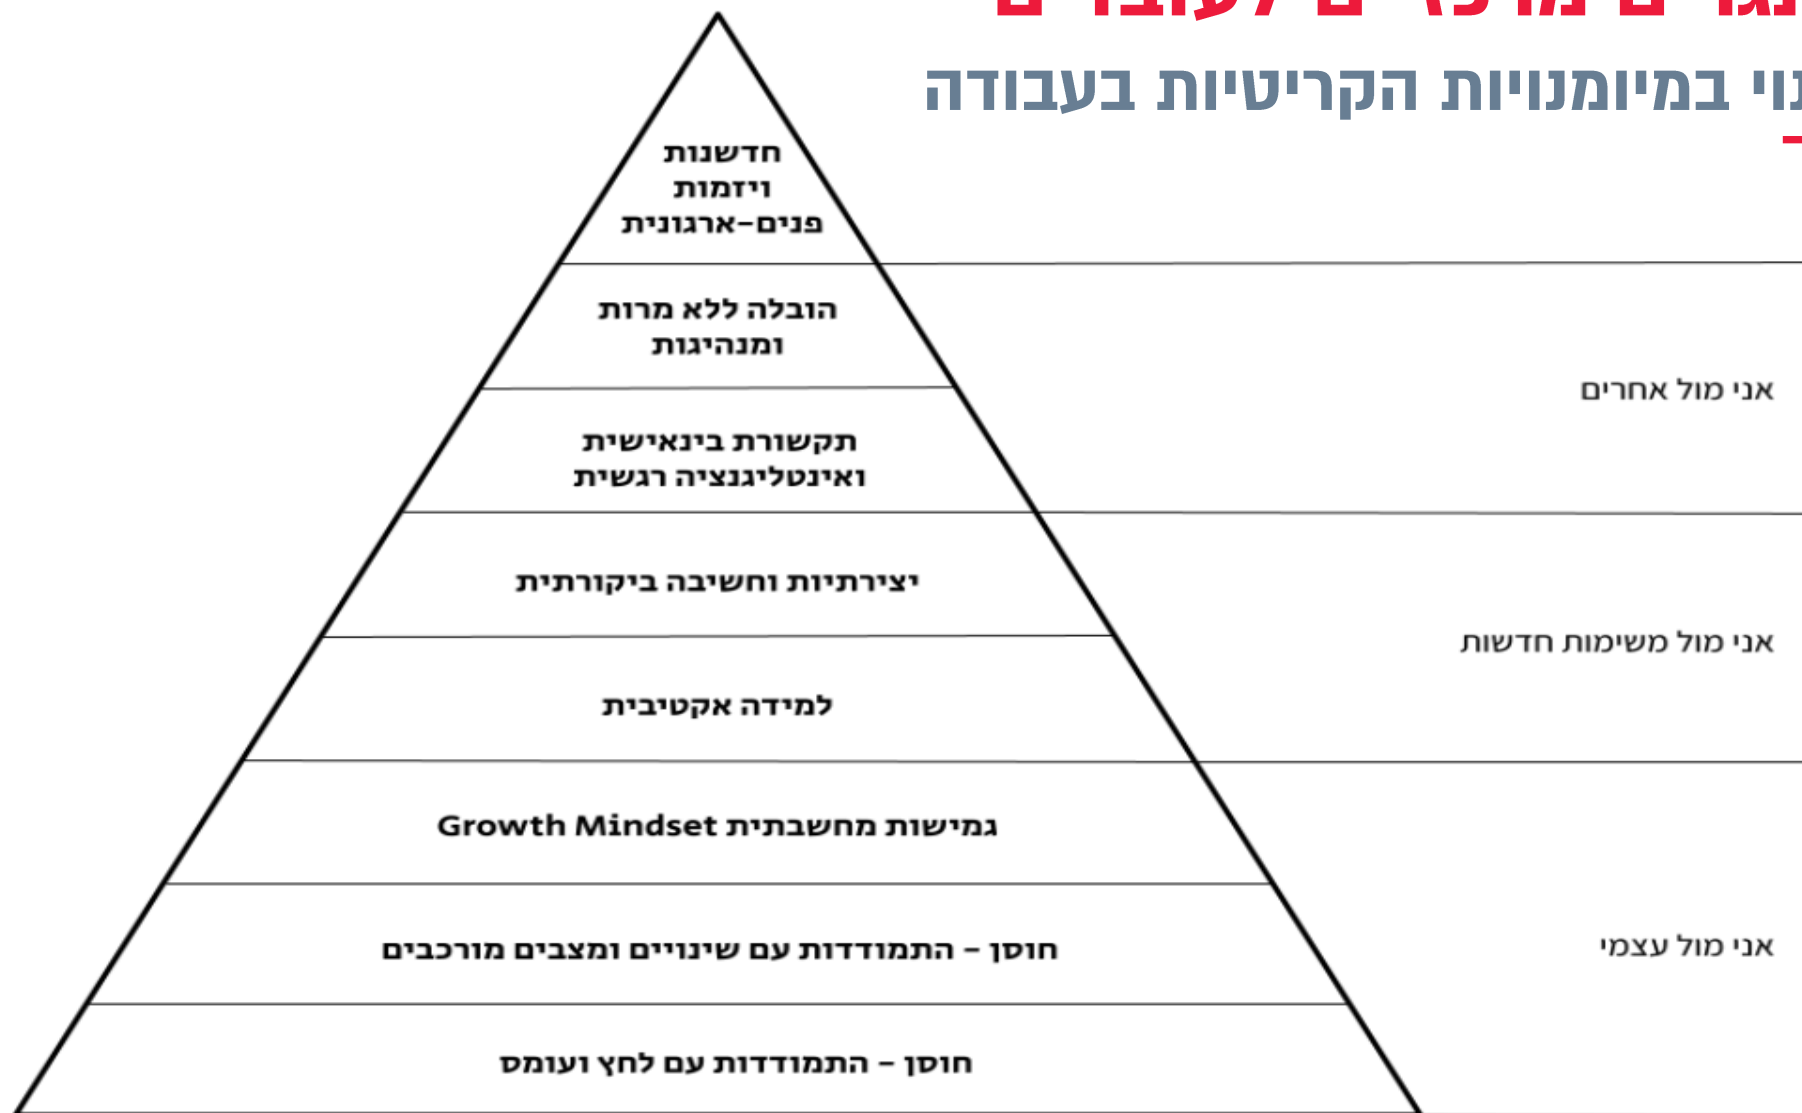 במיומנויות הקריטיות בעבודה
חדשנות
ויזמות
פנים-ארגונית
הובלה ללא מרות
ומנהיגות
אני מול אחרים
תקשורת בינאישית
ואינטליגנציה רגשית
יצירתיות וחשיבה ביקורתית
אני מול משימות חדשות
למידה אקטיבית
גמישות מחשבתית Growth Mindset
חוסן – התמודדות עם שינויים ומצבים מורכבים
אני מול עצמי
חוסן – התמודדות עם לחץ ועומס